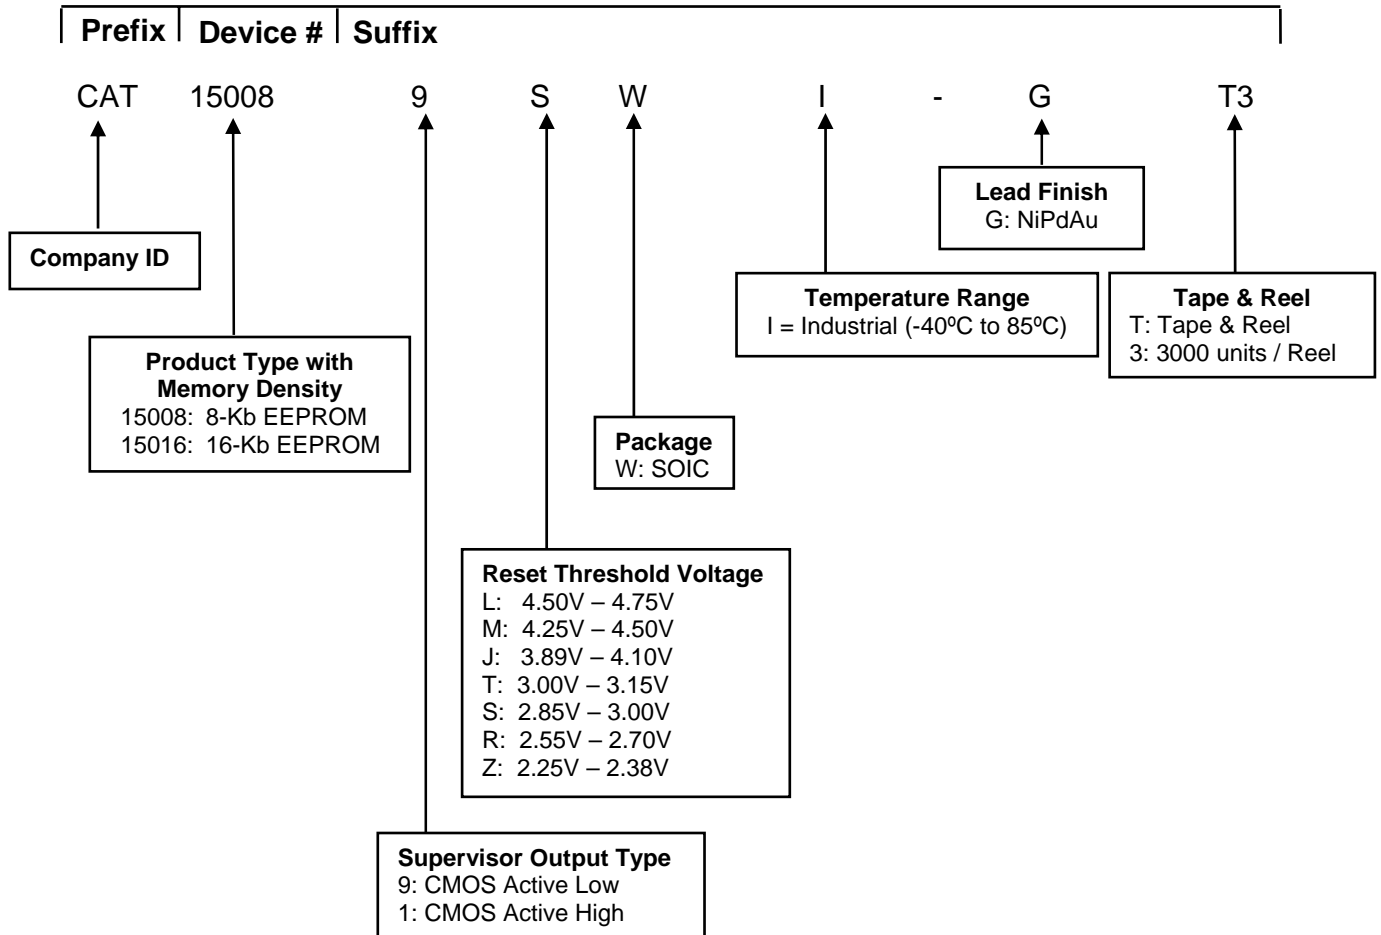 Prefix Device # Suffix
CAT 15008 9 S W I - G T3
Lead Finish
G: NiPdAu
Company ID
Temperature Range
I = Industrial (-40ºC to 85ºC)
Tape & Reel
T: Tape & Reel
3: 3000 units / Reel
Product Type with
Memory Density
15008: 8-Kb EEPROM
15016: 16-Kb EEPROM
Package
W: SOIC
Reset Threshold Voltage
L: 4.50V – 4.75V
M: 4.25V – 4.50V
J: 3.89V – 4.10V
T: 3.00V – 3.15V
S: 2.85V – 3.00V
R: 2.55V – 2.70V
Z: 2.25V – 2.38V
Supervisor Output Type
9: CMOS Active Low
1: CMOS Active High